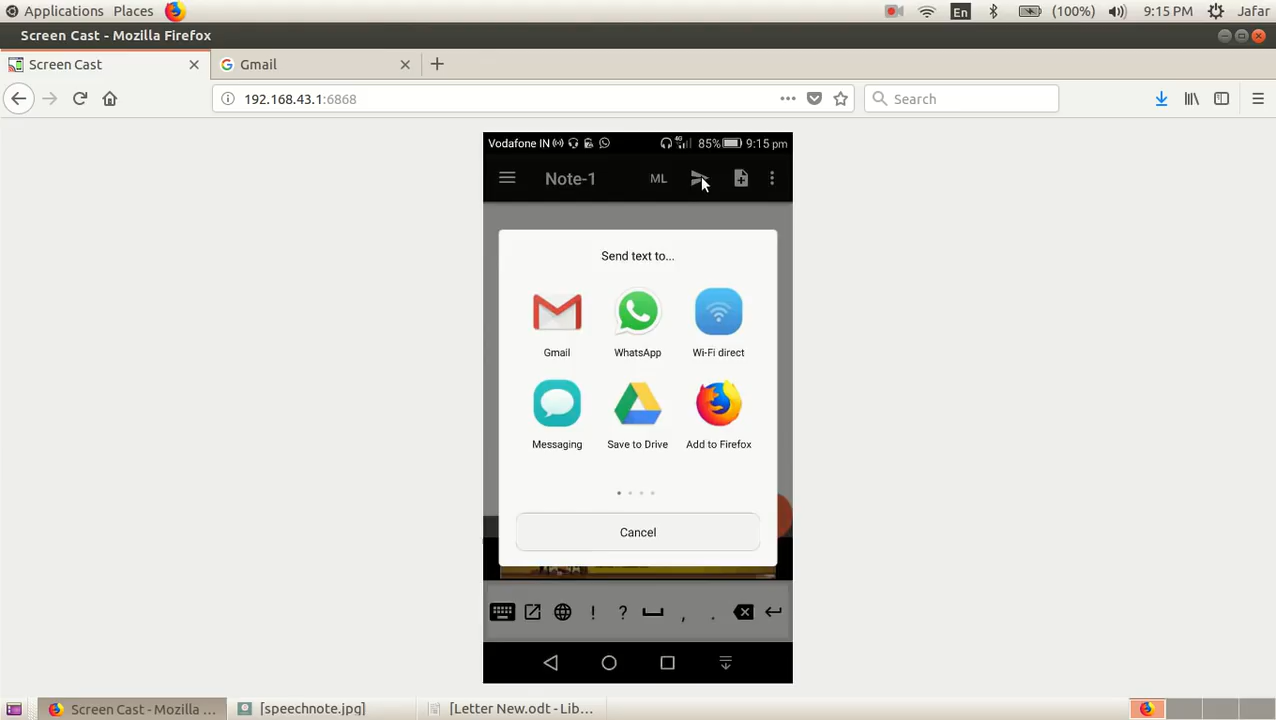 Applications Places En (100%) 9:15 PM Jafar
Screen Cast - Mozilla Firefox
Screen Cast Gmail
192.168.43.1:6868 Search
Vodafone IN 4G 85% 9:15 pm
Note-1 ML
Send text to...
Gmail WhatsApp Wi-Fi direct
Messaging Save to Drive Add to Firefox
Cancel
! ? , .
Screen Cast - Mozilla ... [speechnote.jpg] [Letter New.odt - Lib...